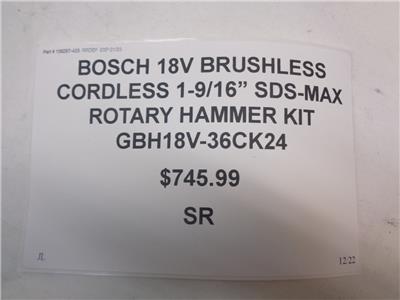 BOSCH 18V BRUSHLESS
CORDLESS 1-9/16” SDS-MAX
ROTARY HAMMER KIT
GBH18V-36CK24
$745.99
SR
JL 12/22